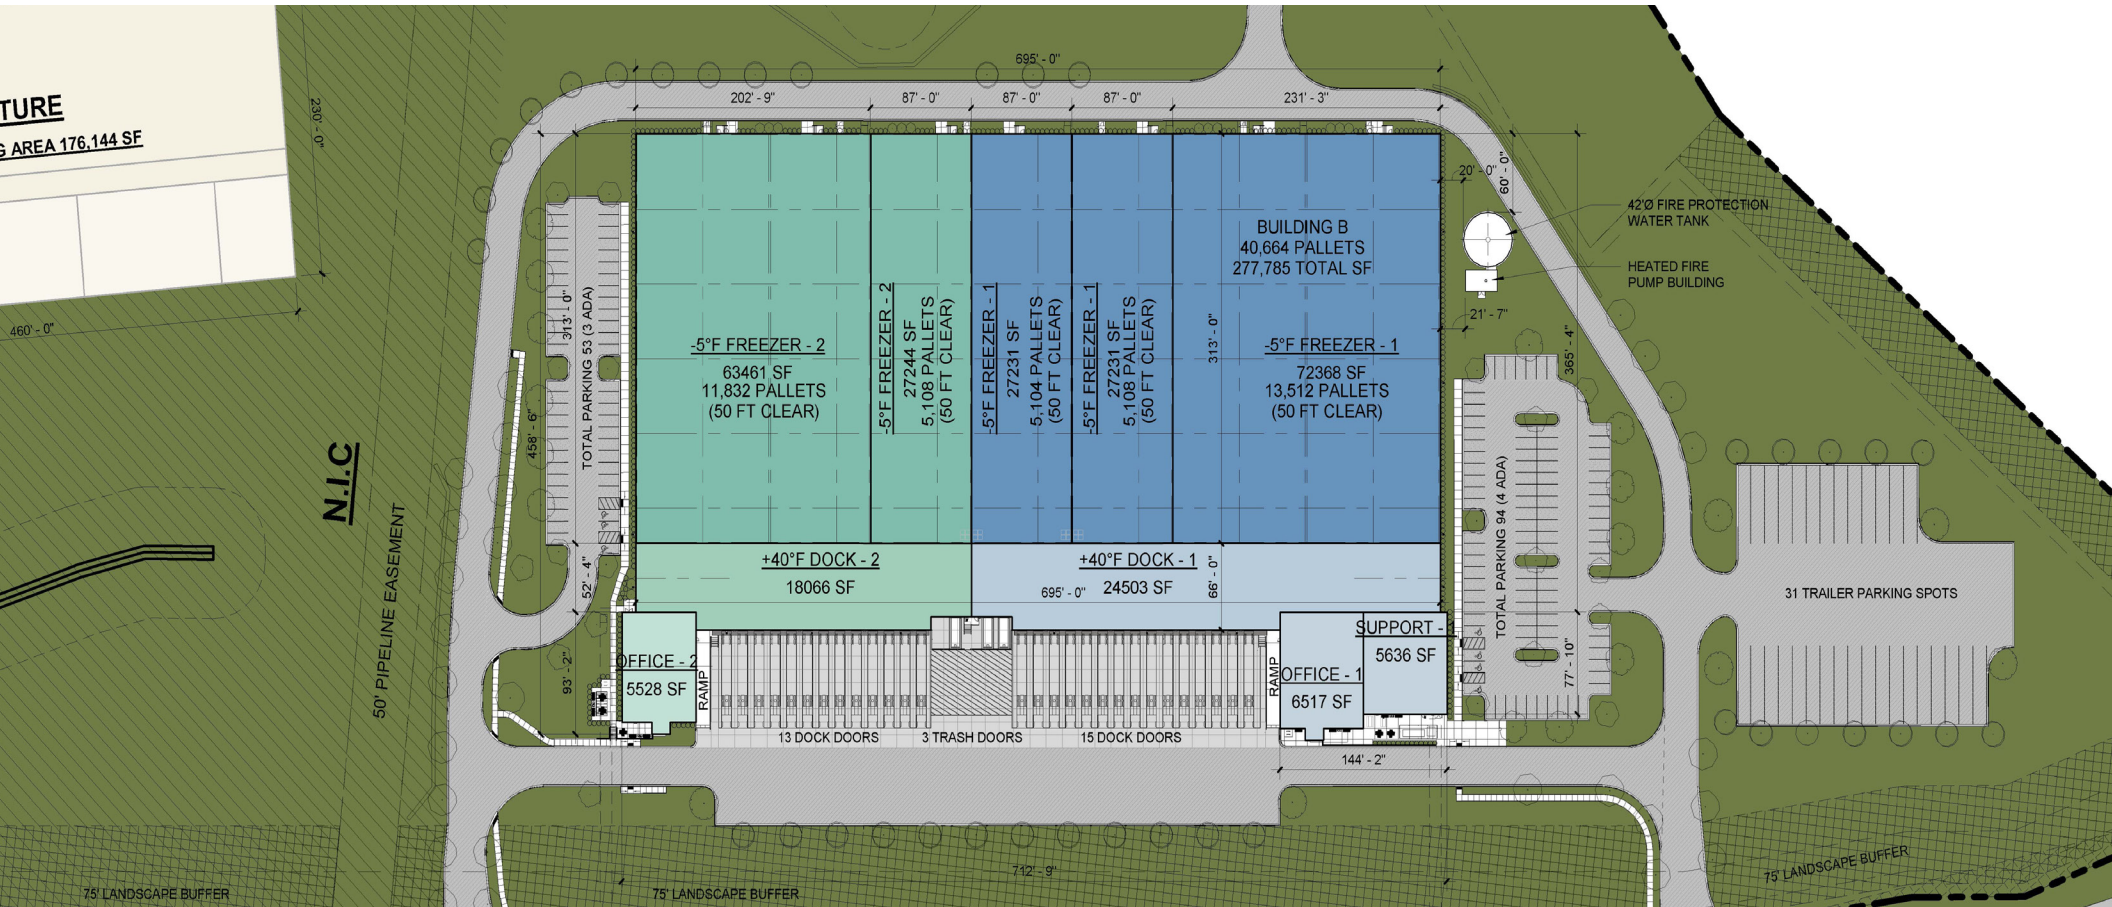 TURE
G AREA 176,144 SF
230' - 0"
460' - 0"
N.I.C
50' PIPELINE EASEMENT
75' LANDSCAPE BUFFER
695' - 0"
202' - 9"
87' - 0"
87' - 0"
87' - 0"
231' - 3"
458' - 6"
313' - 0"
TOTAL PARKING 53 (3 ADA)
52' - 4"
93' - 2"
-5°F FREEZER - 2
63461 SF
11,832 PALLETS
(50 FT CLEAR)
-5°F FREEZER - 2
27244 SF
5,108 PALLETS
(50 FT CLEAR)
-5°F FREEZER - 1
27231 SF
5,104 PALLETS
(50 FT CLEAR)
-5°F FREEZER - 1
27231 SF
5,108 PALLETS
(50 FT CLEAR)
BUILDING B
40,664 PALLETS
277,785 TOTAL SF
313' - 0"
-5°F FREEZER - 1
72368 SF
13,512 PALLETS
(50 FT CLEAR)
20' - 0"
60' - 0"
42'Ø FIRE PROTECTION
WATER TANK
HEATED FIRE
PUMP BUILDING
21' - 7"
365' - 4"
+40°F DOCK - 2
18066 SF
+40°F DOCK - 1
24503 SF
695' - 0"
66' - 0"
OFFICE - 2
5528 SF
RAMP
13 DOCK DOORS
3 TRASH DOORS
15 DOCK DOORS
RAMP
OFFICE - 1
6517 SF
SUPPORT - 1
5636 SF
144' - 2"
TOTAL PARKING 94 (4 ADA)
77' - 10"
31 TRAILER PARKING SPOTS
712' - 9"
75' LANDSCAPE BUFFER
75' LANDSCAPE BUFFER